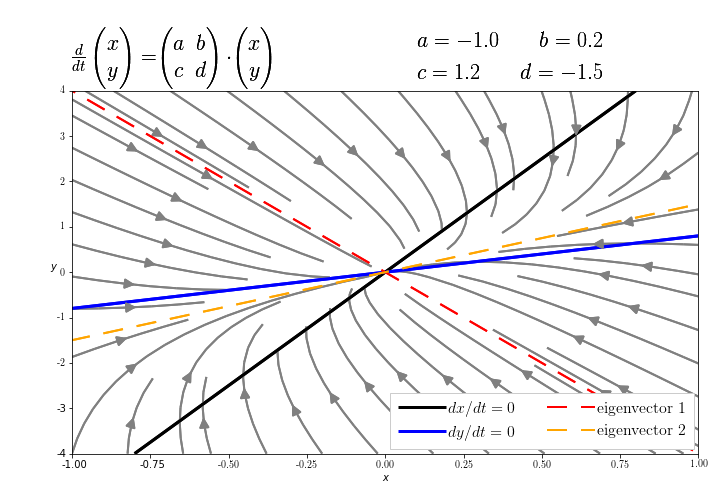 d/dt (x y) = (a b c d) · (x y)
a = −1.0 b = 0.2
c = 1.2 d = −1.5
4
3
2
1
0
-1
-2
-3
-4
y
-1.00 -0.75 -0.50 -0.25 0.00 0.25 0.50 0.75 1.00
x
dx/dt = 0 eigenvector 1
dy/dt = 0 eigenvector 2